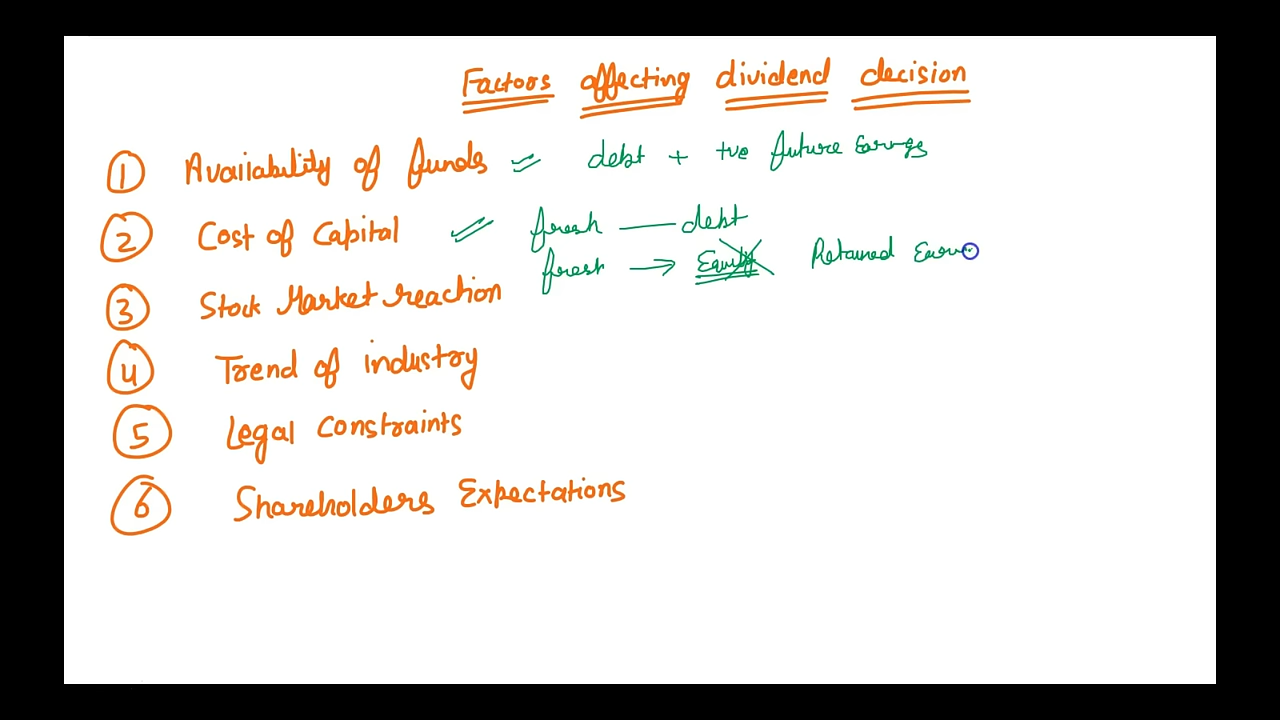 Factors affecting dividend decision
1 Availability of funds debt + +ve future Earngs
2 Cost of Capital fresh — debt
fresh → Equity Retained Earn
3 Stock Market reaction
4 Trend of industry
5 Legal constraints
6 Shareholders Expectations